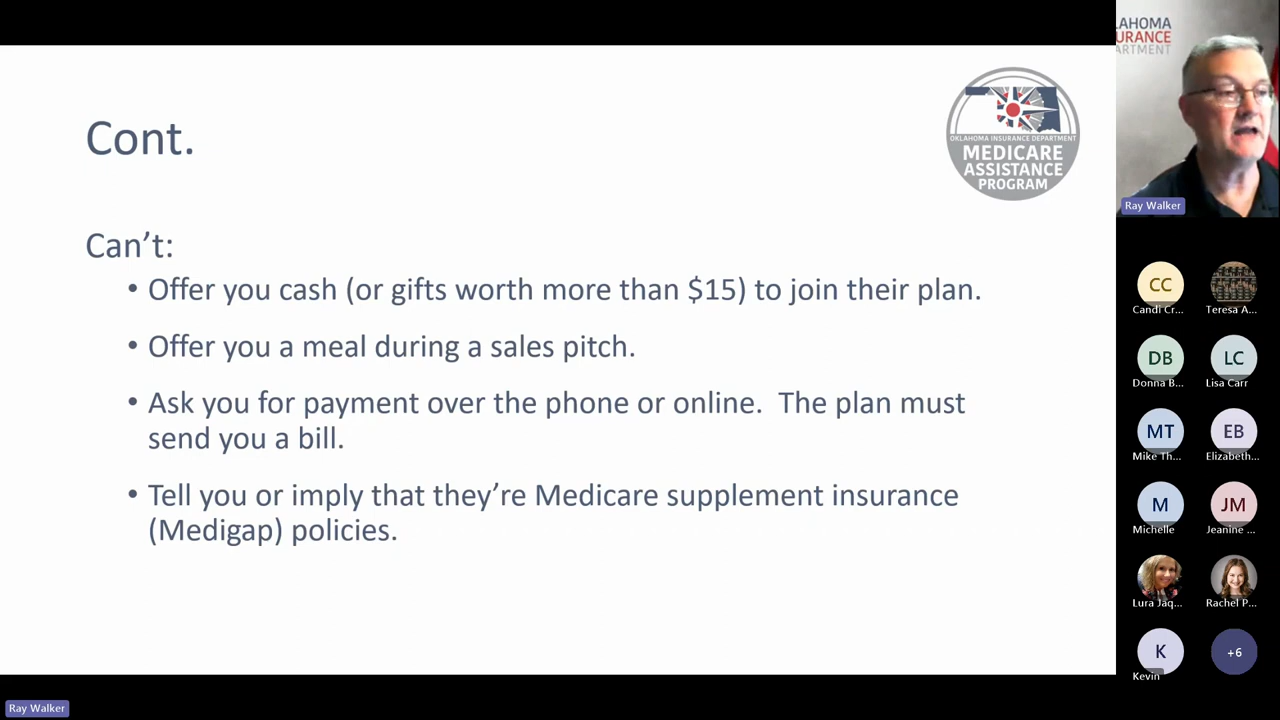 Cont.
OKLAHOMA INSURANCE DEPARTMENT
MEDICARE
ASSISTANCE
PROGRAM
Can’t:
• Offer you cash (or gifts worth more than $15) to join their plan.
• Offer you a meal during a sales pitch.
• Ask you for payment over the phone or online.  The plan must
send you a bill.
• Tell you or imply that they’re Medicare supplement insurance
(Medigap) policies.
LAHOMA
URANCE
ARTMENT
Ray Walker
CC
Candi Cr...
Teresa A...
DB
Donna B...
LC
Lisa Carr
MT
Mike Th...
EB
Elizabeth...
M
Michelle
JM
Jeanine ...
Lura Jaq...
Rachel P...
K
Kevin
+6
Ray Walker